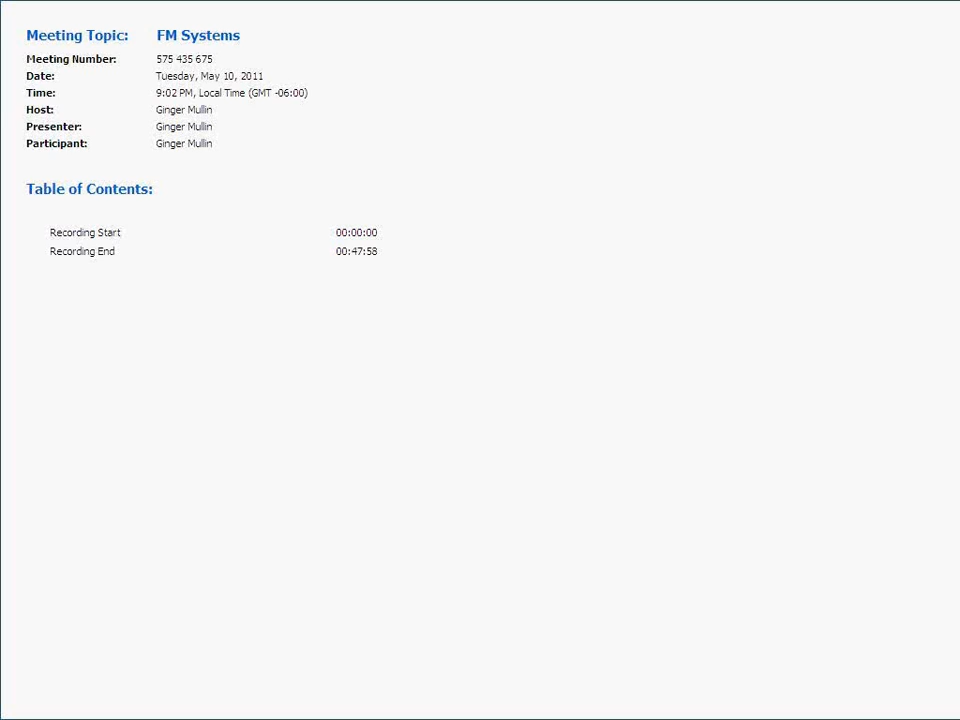 Meeting Topic: FM Systems
Meeting Number: 575 435 675
Date: Tuesday, May 10, 2011
Time: 9:02 PM, Local Time (GMT -06:00)
Host: Ginger Mullin
Presenter: Ginger Mullin
Participant: Ginger Mullin
Table of Contents:
Recording Start 00:00:00
Recording End 00:47:58